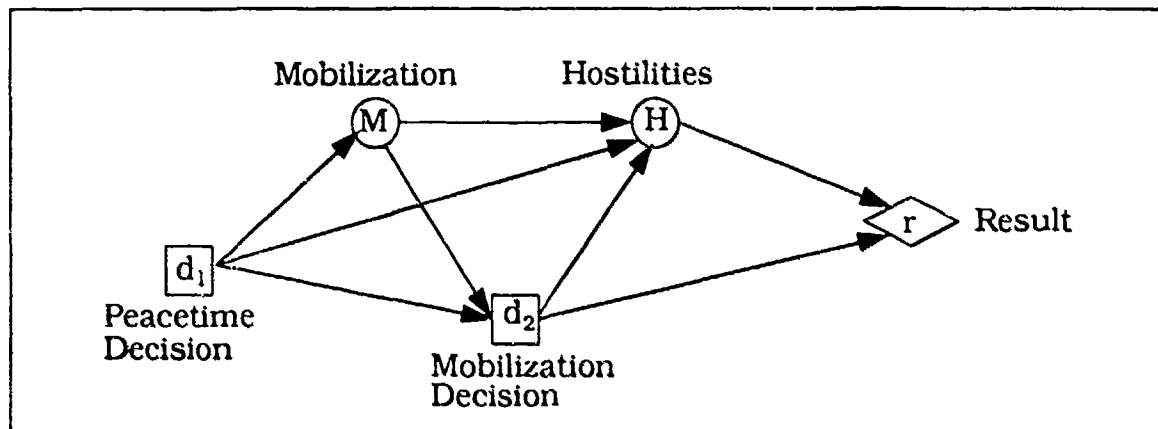 Mobilization
Hostilities
M
H
r
Result
d₁
Peacetime
Decision
d₂
Mobilization
Decision